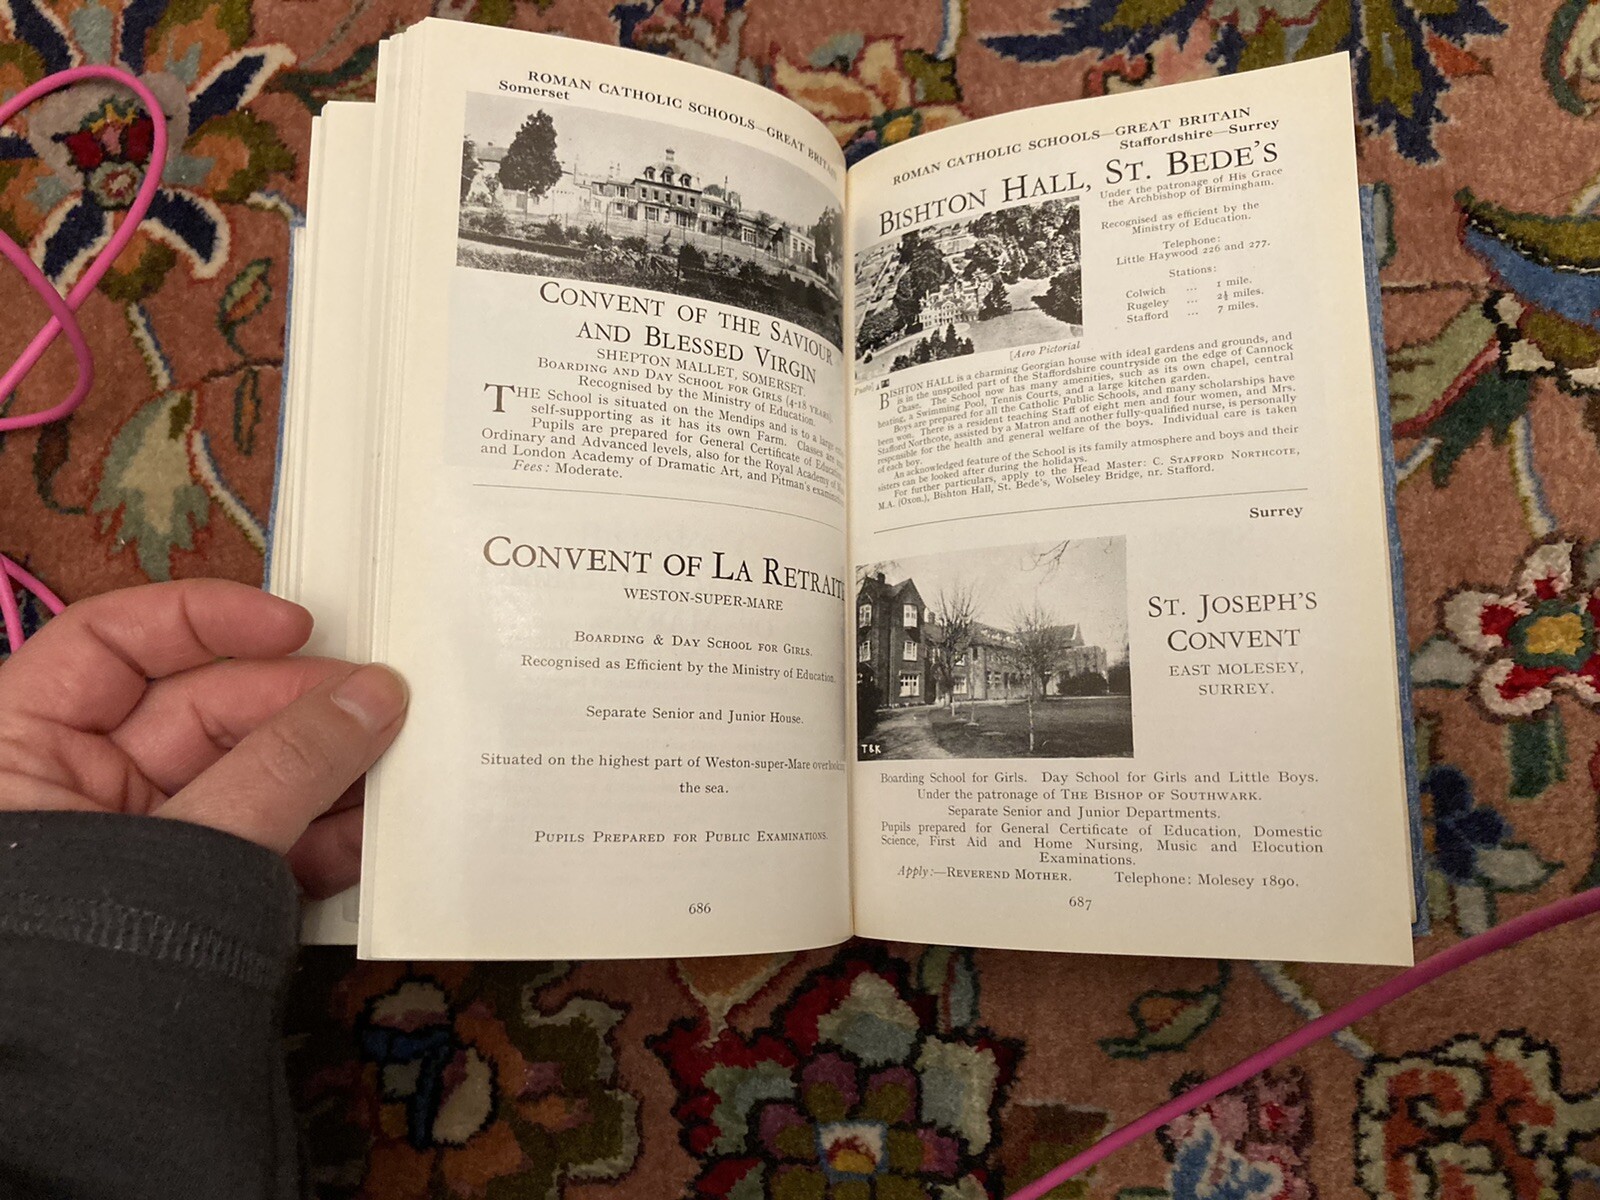 ROMAN CATHOLIC SCHOOLS—GREAT BRITAIN
Somerset
CONVENT OF THE SAVIOUR
AND BLESSED VIRGIN
SHEPTON MALLET, SOMERSET.
BOARDING AND DAY SCHOOL FOR GIRLS (4-18 YEARS).
Recognised by the Ministry of Education.
THE School is situated on the Mendips and is to a large
self-supporting as it has its own Farm. Classes are
Pupils are prepared for General Certificate of Education
Ordinary and Advanced levels, also for the Royal Academy of
and London Academy of Dramatic Art, and Pitman's examinations
Fees: Moderate.
CONVENT OF LA RETRAITE
WESTON-SUPER-MARE
BOARDING & DAY SCHOOL FOR GIRLS.
Recognised as Efficient by the Ministry of Education.
Separate Senior and Junior House.
Situated on the highest part of Weston-super-Mare overlooking
the sea.
PUPILS PREPARED FOR PUBLIC EXAMINATIONS.
686
ROMAN CATHOLIC SCHOOLS—GREAT BRITAIN
Staffordshire—Surrey
BISHTON HALL, ST. BEDE'S
Under the patronage of His Grace
the Archbishop of Birmingham.
Recognised as efficient by the
Ministry of Education.
Telephone:
Little Haywood 226 and 277.
Stations:
Colwich ... 1 mile.
Rugeley ... 2½ miles.
Stafford ... 7 miles.
Photo] [Aero Pictorial
BISHTON HALL is a charming Georgian house with ideal gardens and grounds, and
is in the unspoiled part of the Staffordshire countryside on the edge of Cannock
Chase. The School now has many amenities, such as its own chapel, central
heating, a Swimming Pool, Tennis Courts, and a large kitchen garden.
Boys are prepared for all the Catholic Public Schools, and many scholarships have
been won. There is a resident teaching Staff of eight men and four women, and Mrs.
Stafford Northcote, assisted by a Matron and another fully-qualified nurse, is personally
responsible for the health and general welfare of the boys. Individual care is taken
of each boy.
An acknowledged feature of the School is its family atmosphere and boys and their
sisters can be looked after during the holidays.
For further particulars, apply to the Head Master: C. STAFFORD NORTHCOTE,
M.A. (Oxon.), Bishton Hall, St. Bede's, Wolseley Bridge, nr. Stafford.
Surrey
T&K
ST. JOSEPH'S
CONVENT
EAST MOLESEY,
SURREY.
Boarding School for Girls. Day School for Girls and Little Boys.
Under the patronage of THE BISHOP OF SOUTHWARK.
Separate Senior and Junior Departments.
Pupils prepared for General Certificate of Education, Domestic
Science, First Aid and Home Nursing, Music and Elocution
Examinations.
Apply:—REVEREND MOTHER. Telephone: Molesey 1890.
687